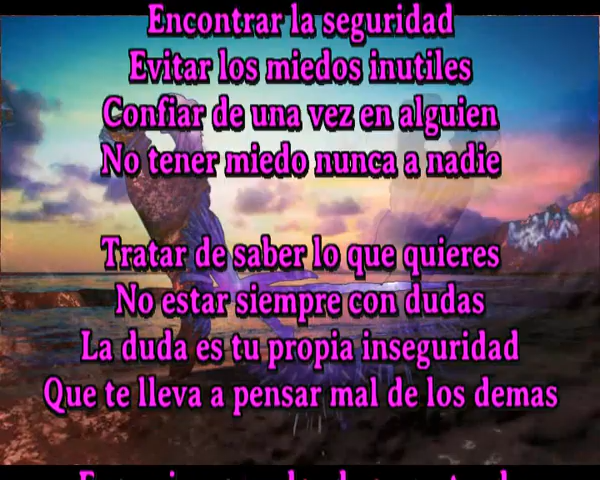 Encontrar la seguridad
Evitar los miedos inutiles
Confiar de una vez en alguien
No tener miedo nunca a nadie
Tratar de saber lo que quieres
No estar siempre con dudas
La duda es tu propia inseguridad
Que te lleva a pensar mal de los demas